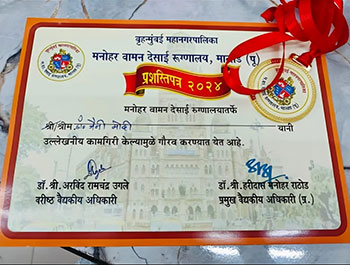 बृहन्मुंबई महानगरपालिका
मनोहर वामन देसाई रूग्णालय, मालाड (पू.)
प्रशस्तिपत्र २०२४
मनोहर वामन देसाई रुग्णालयातर्फे
श्री/श्रीम. जोशी यांनी
उल्लेखनीय कामगिरी केल्यामुळे गौरव करण्यात येत आहे.
डॉ. श्री. अरविंद रामचंद्र उगले
वरीष्ठ वैद्यकीय अधिकारी
डॉ. श्री. हरीदास मनोहर राठोड
प्रमुख वैद्यकीय अधिकारी (प्र.)